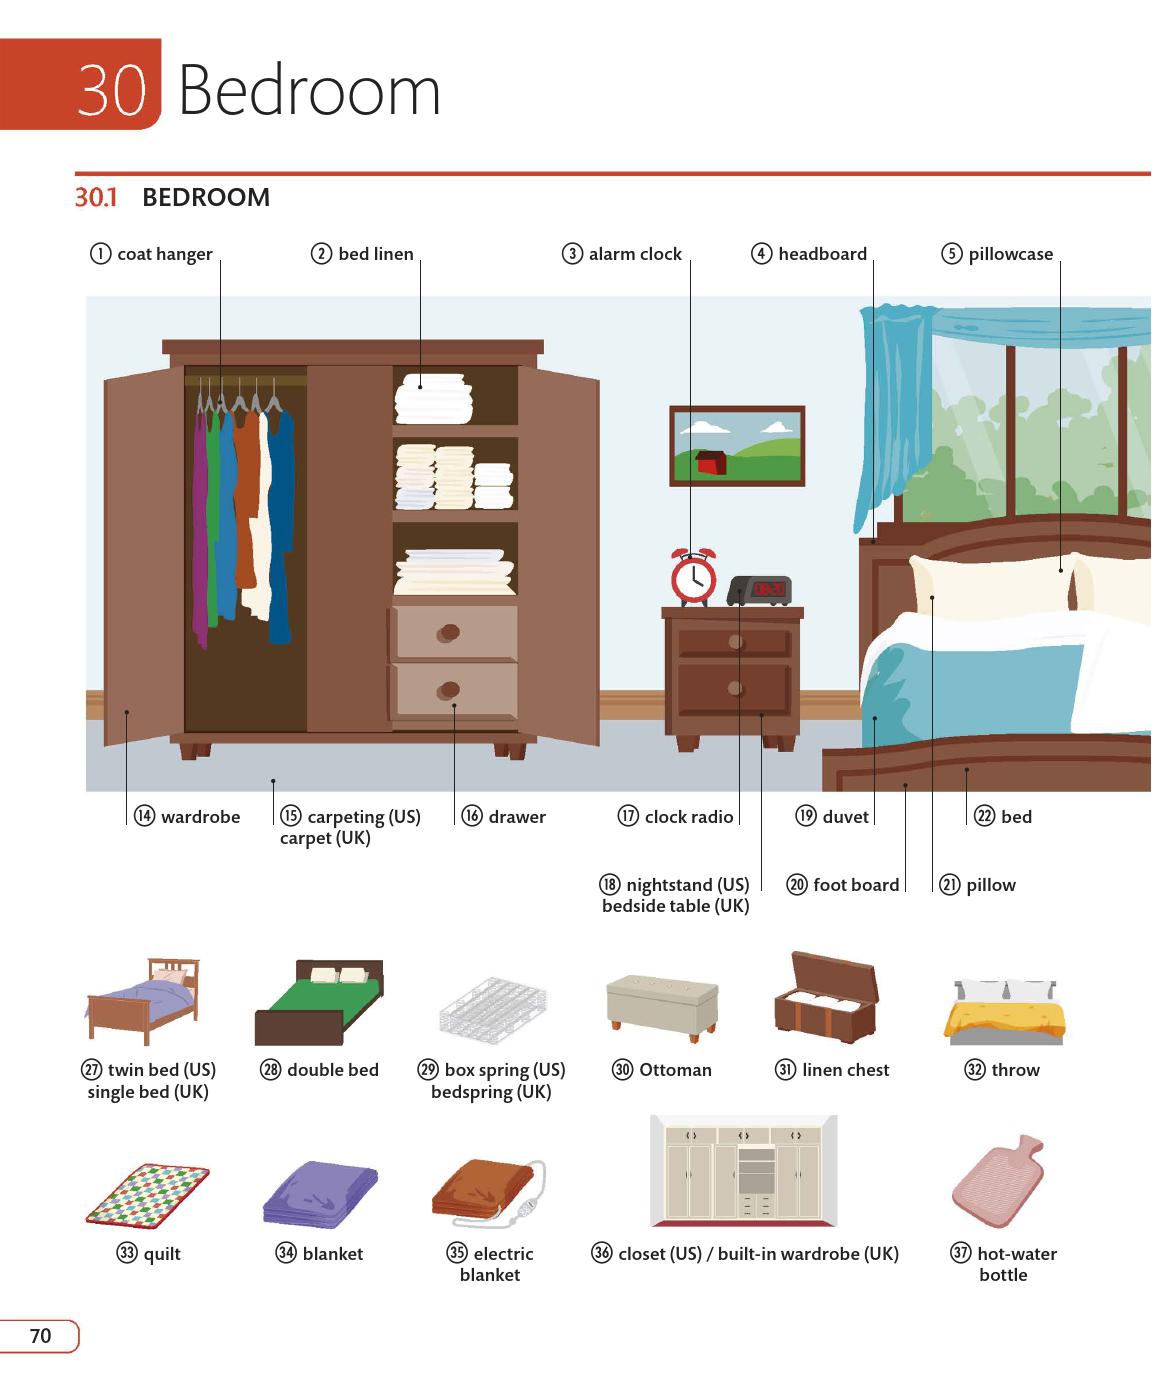 30 Bedroom
30.1 BEDROOM
1 coat hanger
2 bed linen
3 alarm clock
4 headboard
5 pillowcase
14 wardrobe
15 carpeting (US)
carpet (UK)
16 drawer
17 clock radio
18 nightstand (US)
bedside table (UK)
19 duvet
20 foot board
21 pillow
22 bed
27 twin bed (US)
single bed (UK)
28 double bed
29 box spring (US)
bedspring (UK)
30 Ottoman
31 linen chest
32 throw
33 quilt
34 blanket
35 electric
blanket
36 closet (US) / built-in wardrobe (UK)
37 hot-water
bottle
70